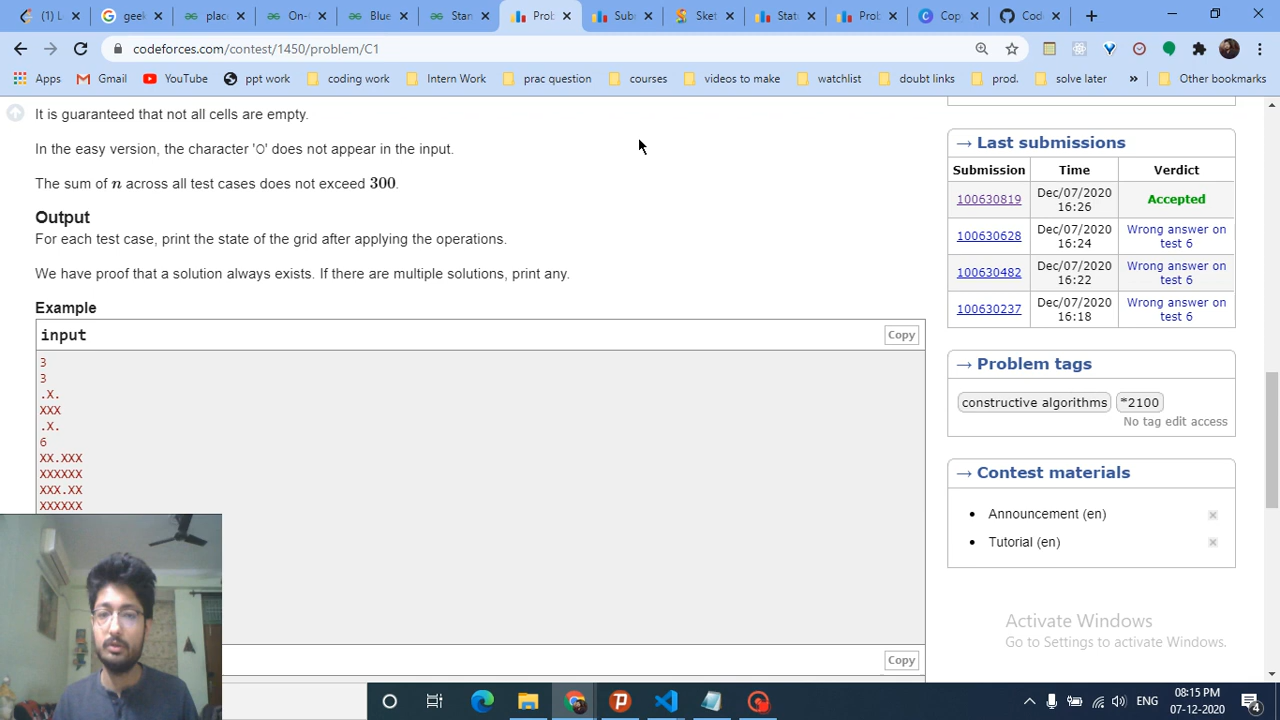 (1. L
geek
place
On-l
Blue
Stan
Prob
Sub
Sket
Stat
Prob
Cop
Cod
codeforces.com/contest/1450/problem/C1
Apps
Gmail
YouTube
ppt work
coding work
Intern Work
prac question
courses
videos to make
watchlist
doubt links
prod.
solve later
»
Other bookmarks
It is guaranteed that not all cells are empty.
In the easy version, the character 'O' does not appear in the input.
The sum of n across all test cases does not exceed 300.
Output
For each test case, print the state of the grid after applying the operations.
We have proof that a solution always exists. If there are multiple solutions, print any.
Example
input
Copy
3
3
.X.
XXX
.X.
6
XX.XXX
XXXXXX
XXX.XX
XXXXXX
Copy
→ Last submissions
Submission Time Verdict
100630819 Dec/07/2020 16:26 Accepted
100630628 Dec/07/2020 16:24 Wrong answer on test 6
100630482 Dec/07/2020 16:22 Wrong answer on test 6
100630237 Dec/07/2020 16:18 Wrong answer on test 6
→ Problem tags
constructive algorithms *2100
No tag edit access
→ Contest materials
Announcement (en)
Tutorial (en)
Activate Windows
Go to Settings to activate Windows.
ENG
08:15 PM
07-12-2020
4